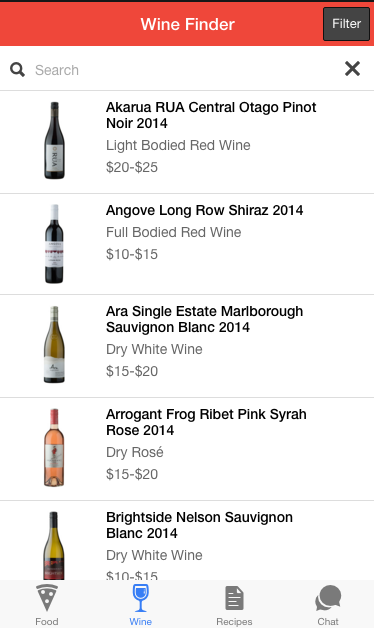 Wine Finder
Filter
Search
Akarua RUA Central Otago Pinot
Noir 2014
Light Bodied Red Wine
$20-$25
Angove Long Row Shiraz 2014
Full Bodied Red Wine
$10-$15
Ara Single Estate Marlborough
Sauvignon Blanc 2014
Dry White Wine
$15-$20
Arrogant Frog Ribet Pink Syrah
Rose 2014
Dry Rosé
$15-$20
Brightside Nelson Sauvignon
Blanc 2014
Dry White Wine
$10-$15
Food
Wine
Recipes
Chat